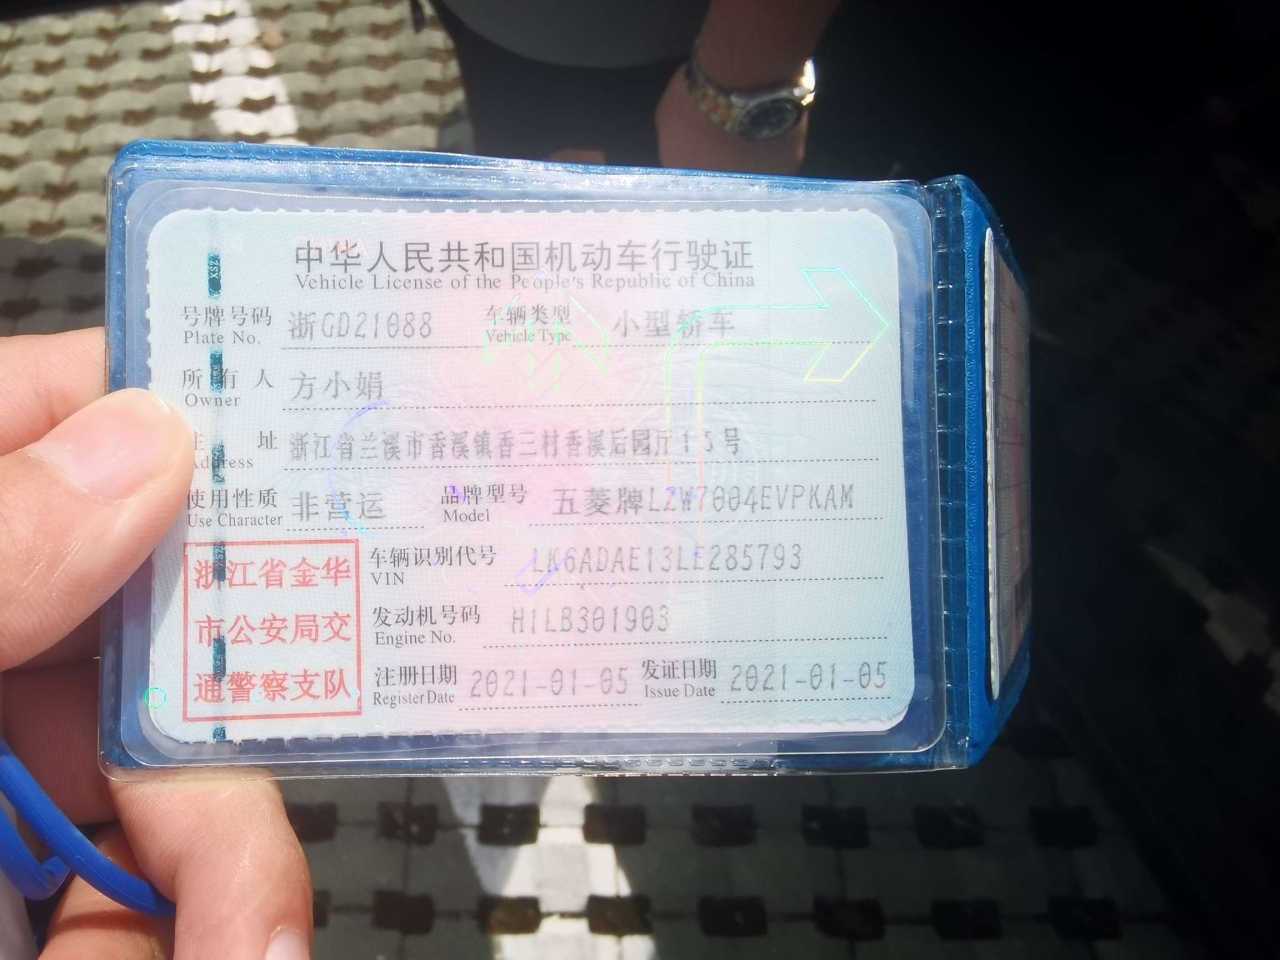 中华人民共和国机动车行驶证
Vehicle License of the People's Republic of China
号牌号码 浙GD21088 车辆类型 小型轿车
Plate No. Vehicle Type
所有人 方小娟
Owner
住址 浙江省兰溪市香溪镇香三村香溪后园厅15号
Address
使用性质 非营运 品牌型号 五菱牌LZW7004EVPKAM
Use Character Model
浙江省金华
市公安局交
通警察支队
车辆识别代号 LK6ADAE13LE285793
VIN
发动机号码 H1LB301903
Engine No.
注册日期 2021-01-05 发证日期 2021-01-05
Register Date Issue Date